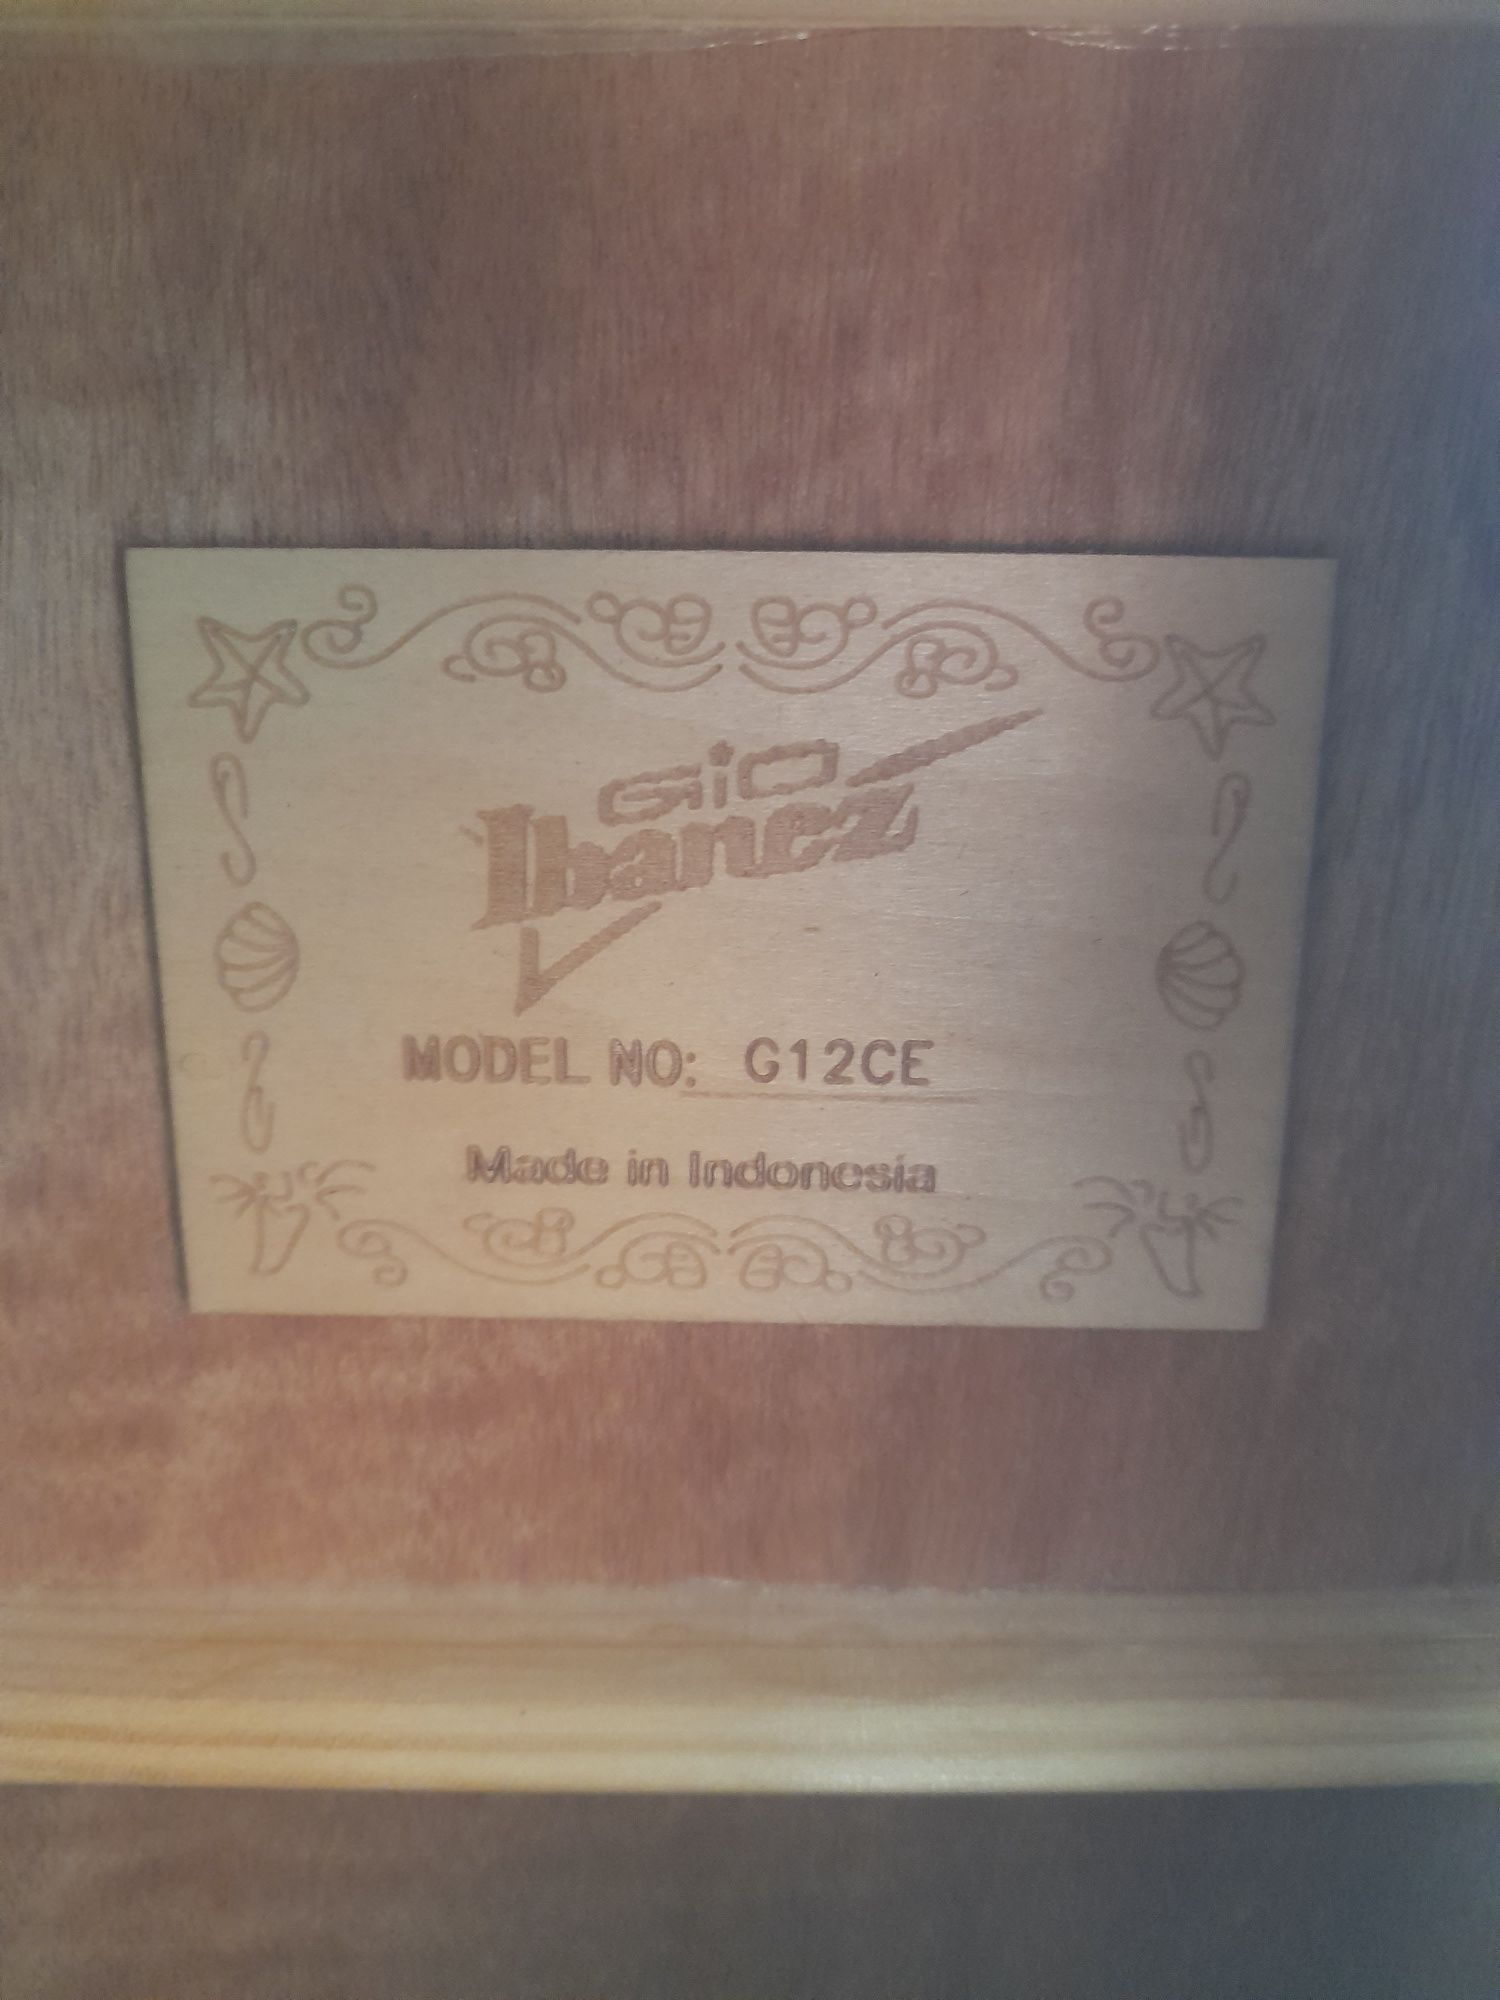 GiO
Ibanez
MODEL NO: G12CE
Made in Indonesia